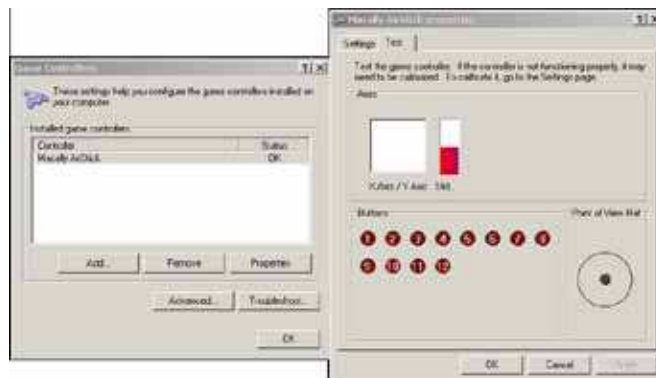 Game Controllers
These settings help you configure the game controllers installed on
your computer.
Installed game controllers
Controller Status
Macally AirStick OK
Add... Remove Properties
Advanced... Troubleshoot...
OK
Macally AirStick properties
Settings Test
Test the game controller. If the controller is not functioning properly, it may
need to be calibrated. To calibrate it, go to the Settings page.
Axes
X Axis / Y Axis
Buttons
Point of View Hat
1 2 3 4 5 6 7 8
9 10 11 12
OK Cancel Apply